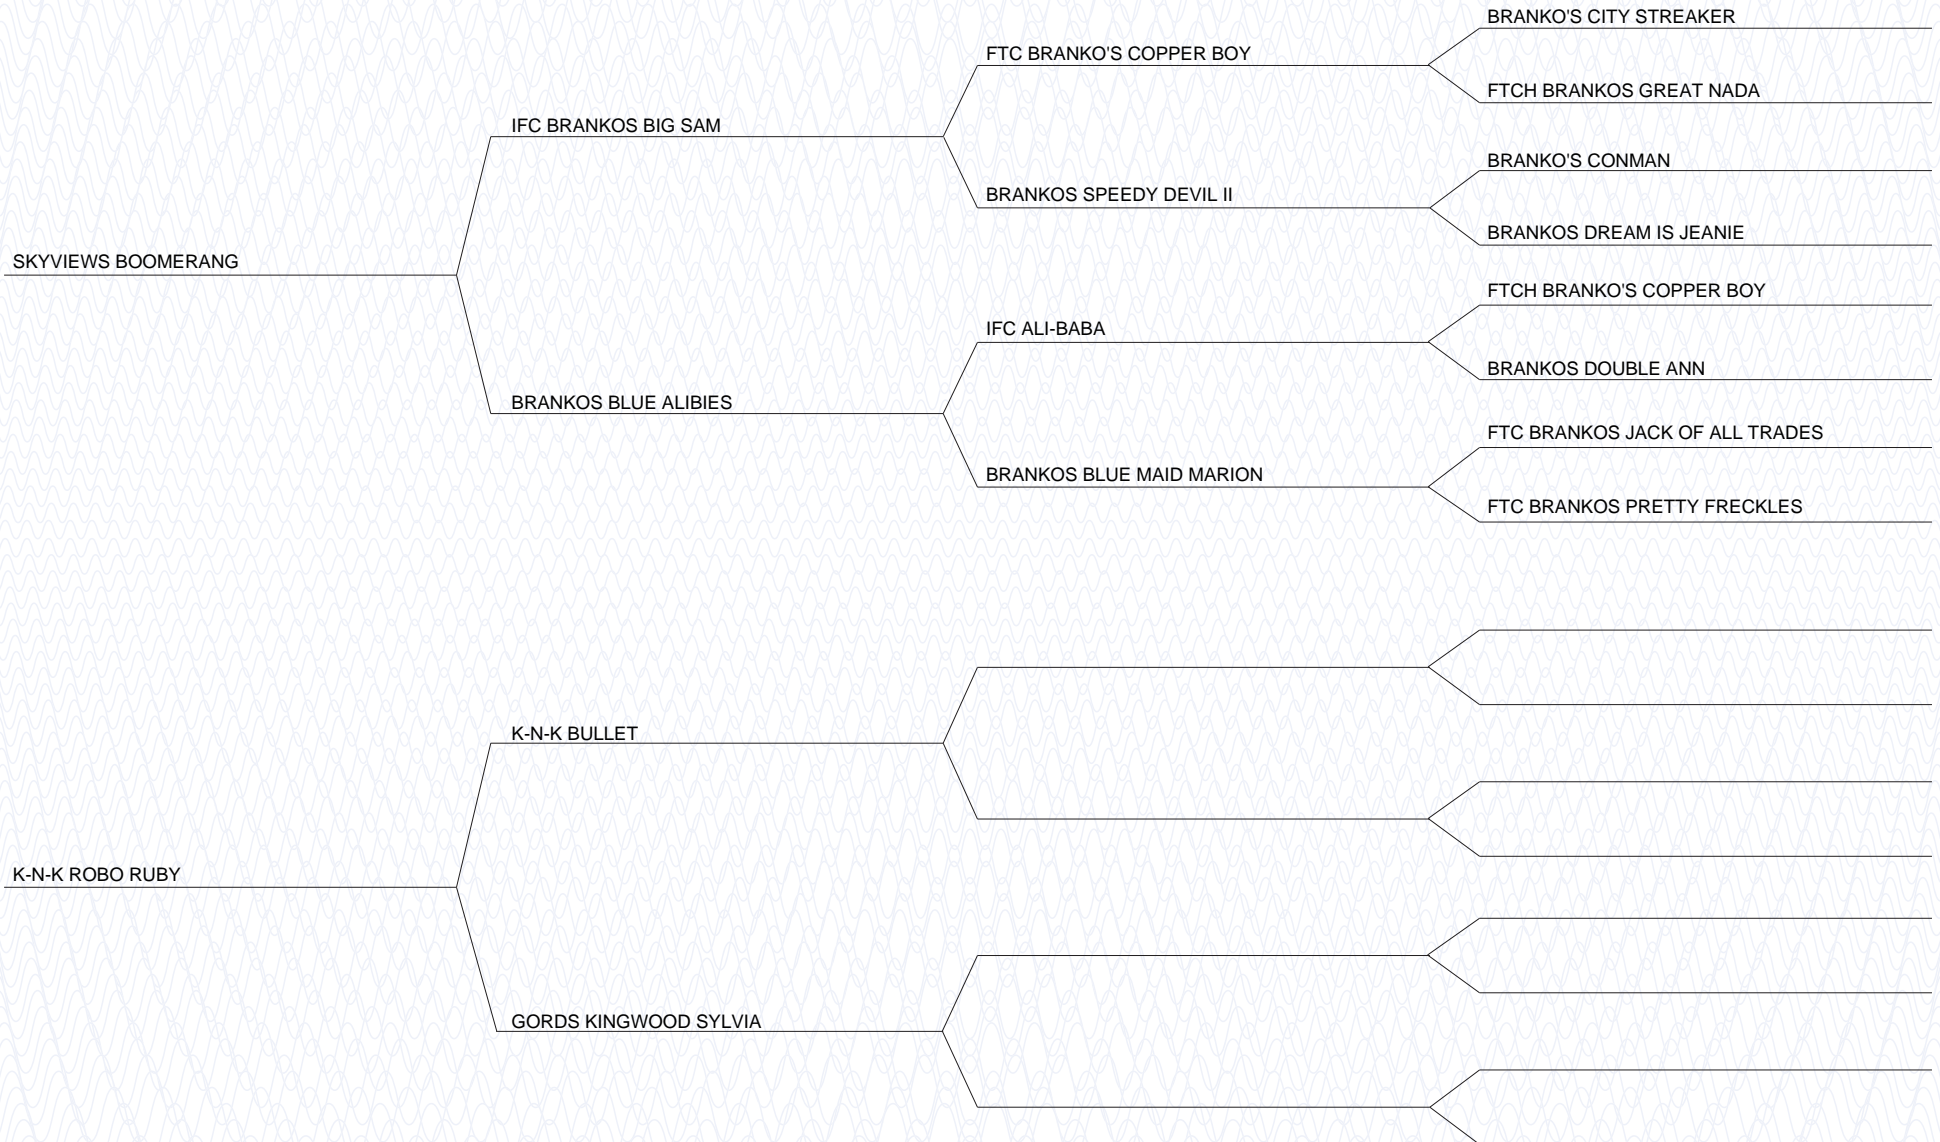 BRANKO'S CITY STREAKER
FTC BRANKO'S COPPER BOY
FTCH BRANKOS GREAT NADA
IFC BRANKOS BIG SAM
BRANKO'S CONMAN
BRANKOS SPEEDY DEVIL II
BRANKOS DREAM IS JEANIE
SKYVIEWS BOOMERANG
FTCH BRANKO'S COPPER BOY
IFC ALI-BABA
BRANKOS DOUBLE ANN
BRANKOS BLUE ALIBIES
FTC BRANKOS JACK OF ALL TRADES
BRANKOS BLUE MAID MARION
FTC BRANKOS PRETTY FRECKLES
K-N-K BULLET
K-N-K ROBO RUBY
GORDS KINGWOOD SYLVIA